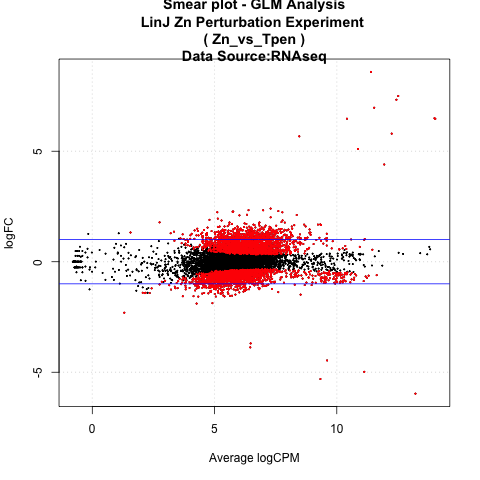 Smear plot - GLM Analysis
LinJ Zn Perturbation Experiment
( Zn_vs_Tpen )
Data Source:RNAseq
logFC
5
0
-5
0 5 10
Average logCPM